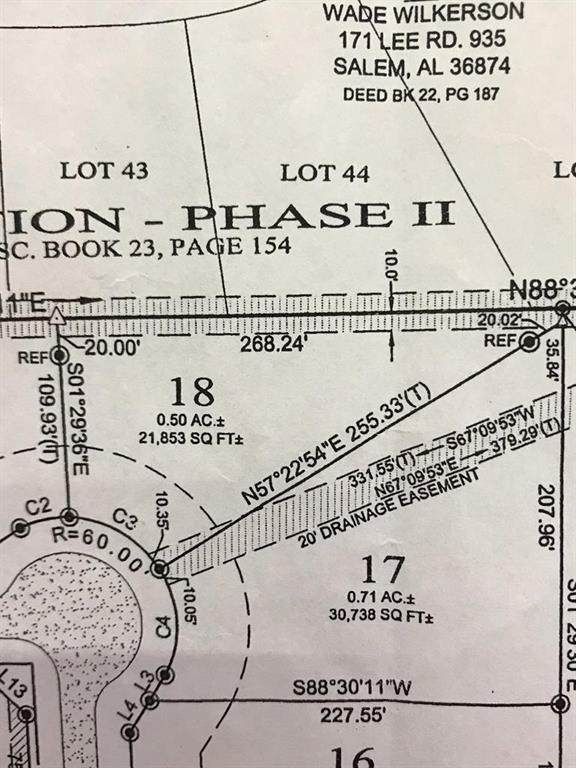 WADE WILKERSON
171 LEE RD. 935
SALEM, AL 36874
DEED BK 22, PG 187
LOT 43
LOT 44
TION - PHASE II
SC. BOOK 23, PAGE 154
10.0'
1"E
N88°3
REF
20.00'
268.24'
20.02'
REF
35.84'
S01°29'36"E
109.93'(T)
18
0.50 AC.±
21,853 SQ FT±
N57°22'54"E 255.33'(T)
331.55'(T)
S67°09'53"W
N67°09'53"E
379.29'(T)
20' DRAINAGE EASEMENT
207.96'
C2
C3
R=60.00'
10.35'
10.05'
C4
17
0.71 AC.±
30,738 SQ FT±
S88°30'11"W
227.55'
L3
L4
L13
16